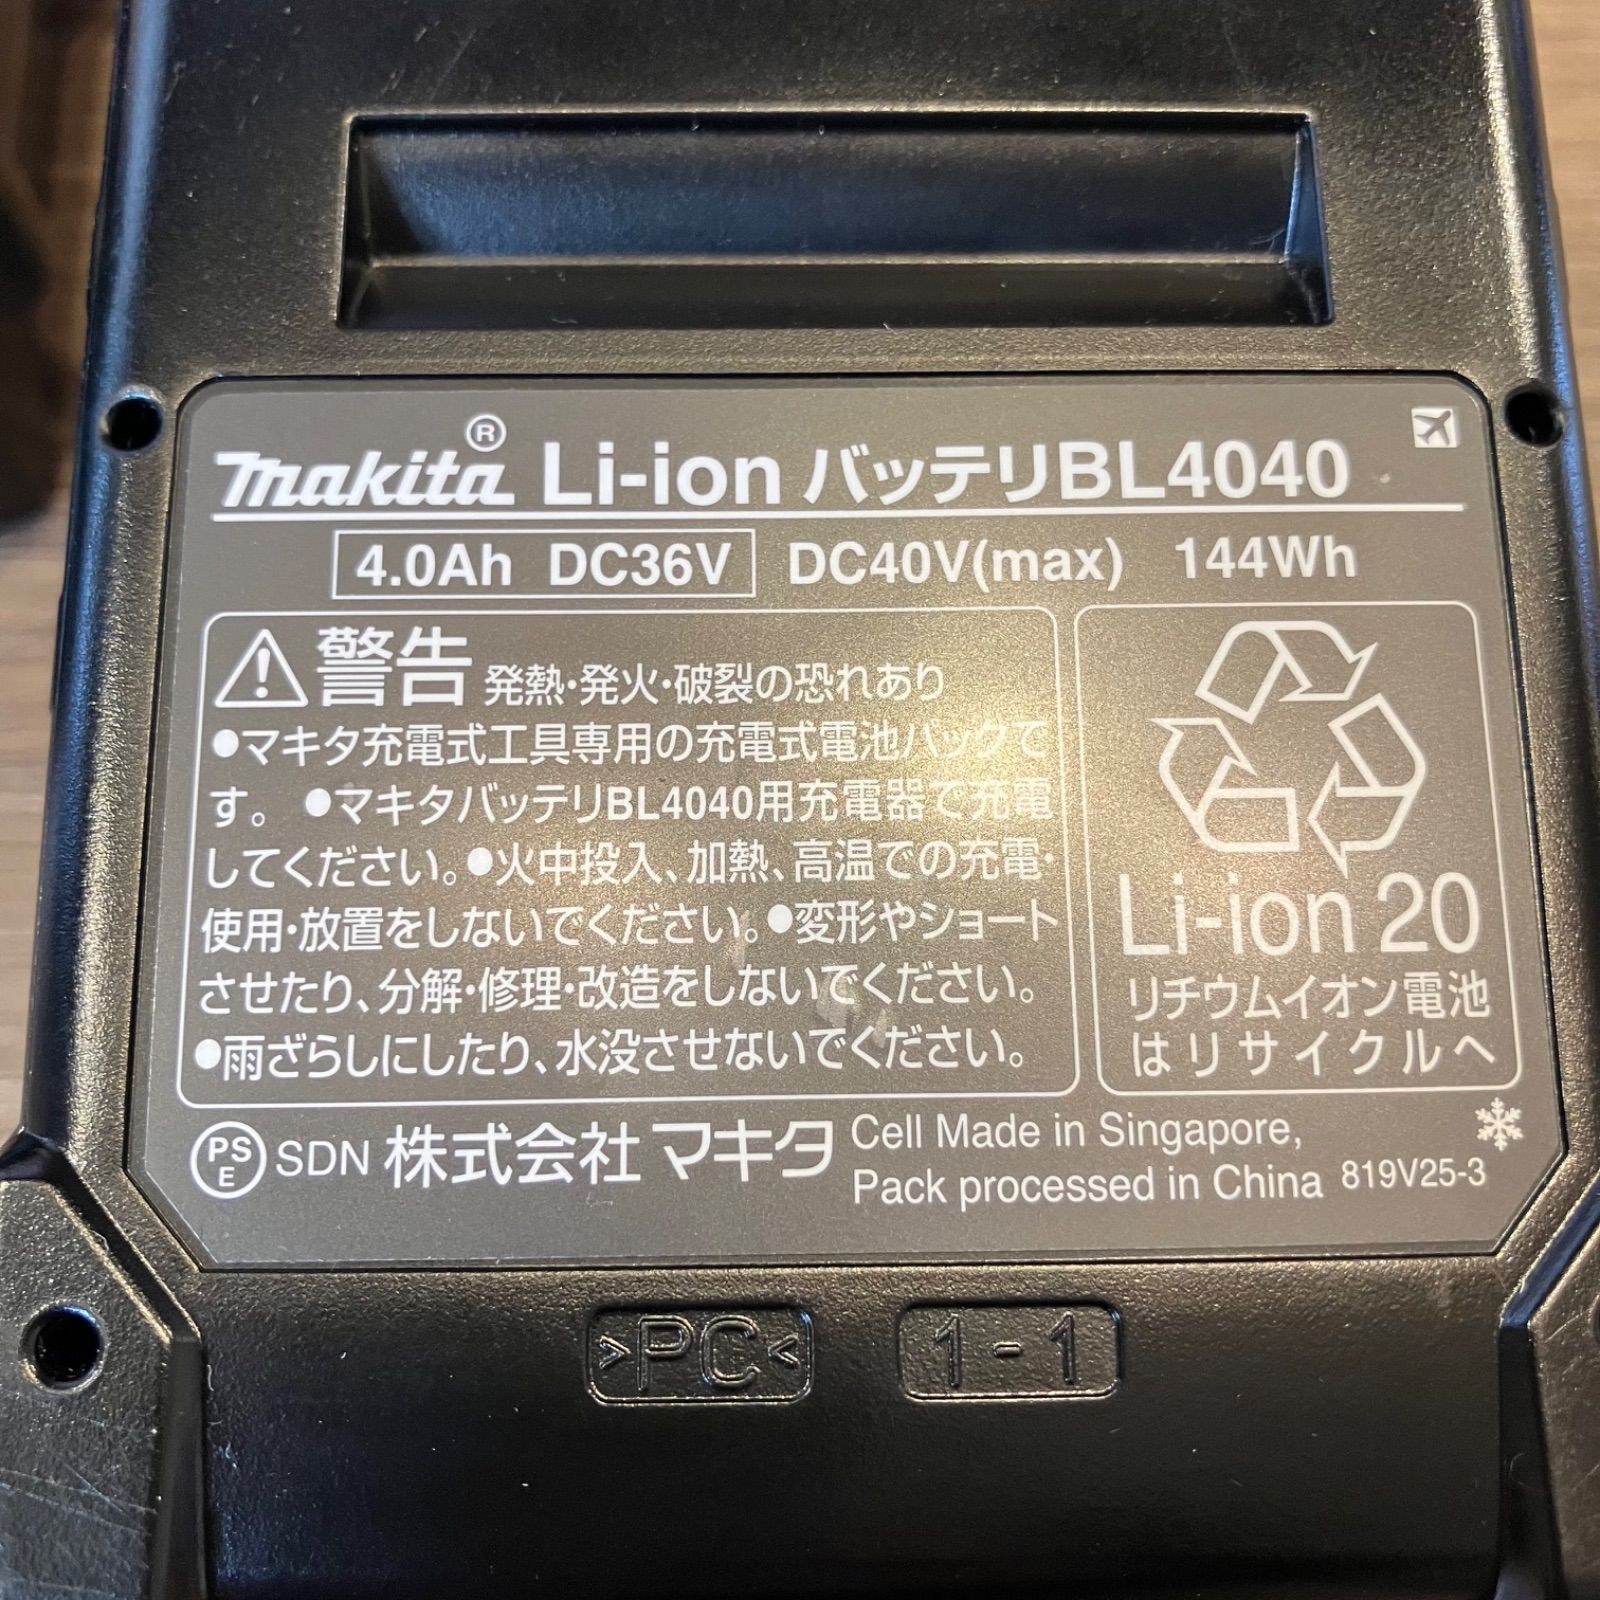 makita® Li-ion バッテリBL4040
4.0Ah DC36V DC40V(max) 144Wh
警告 発熱・発火・破裂の恐れあり
●マキタ充電式工具専用の充電式電池パックで
す。 ●マキタバッテリBL4040用充電器で充電
してください。●火中投入、加熱、高温での充電・
使用・放置をしないでください。●変形やショート
させたり、分解・修理・改造をしないでください。
●雨ざらしにしたり、水没させないでください。
Li-ion 20
リチウムイオン電池
はリサイクルへ
PS
E
SDN 株式会社 マキタ
Cell Made in Singapore,
Pack processed in China 819V25-3
>PC<
1-1